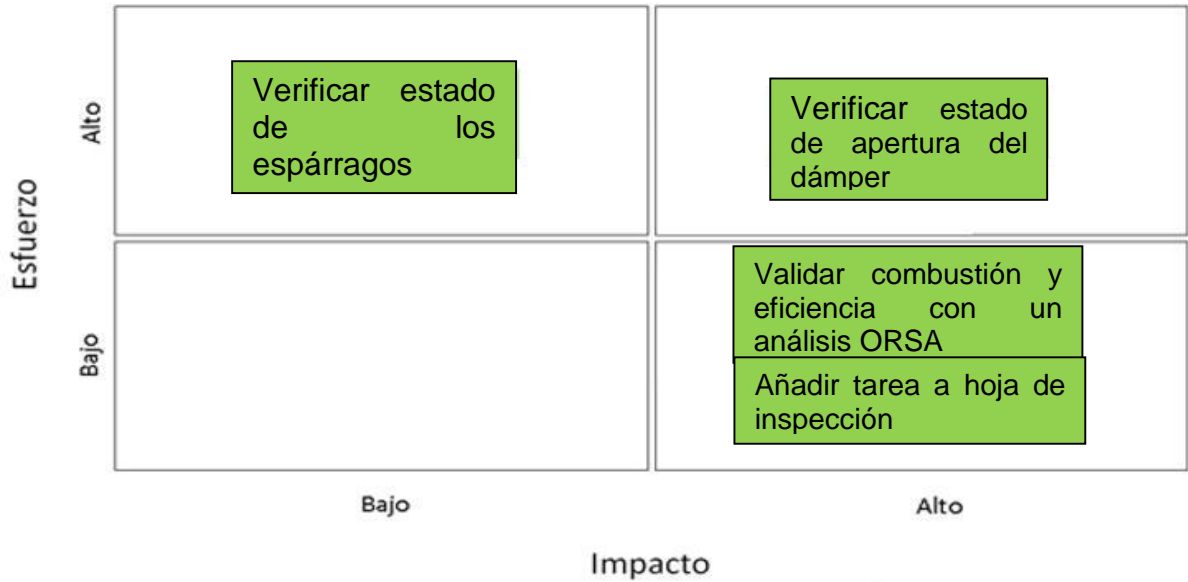 Esfuerzo
Alto
Verificar estado
de los
espárragos
Verificar estado
de apertura del
dámper
Bajo
Validar combustión y
eficiencia con un
análisis ORSA
Añadir tarea a hoja de
inspección
Bajo
Alto
Impacto